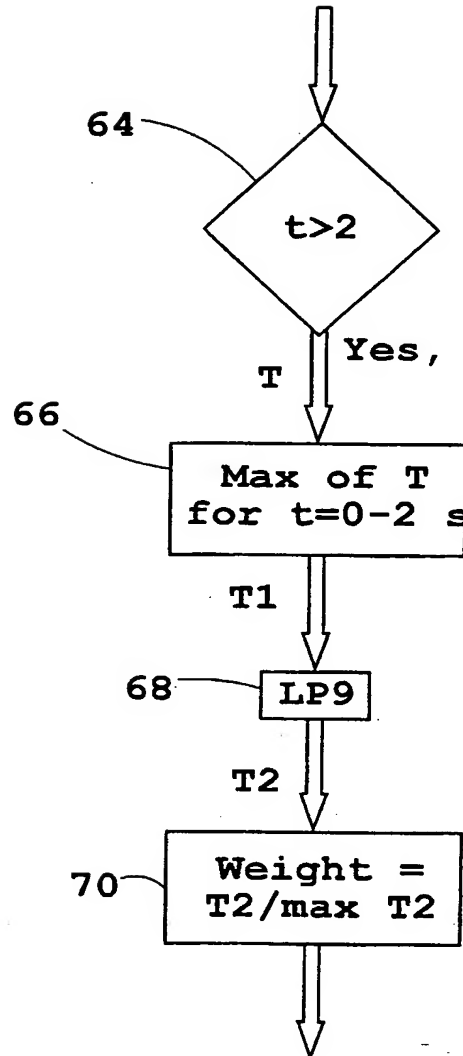 64
t>2
Yes,
T
66
Max of T
for t=0-2 s
T1
68
LP9
T2
70
Weight =
T2/max T2